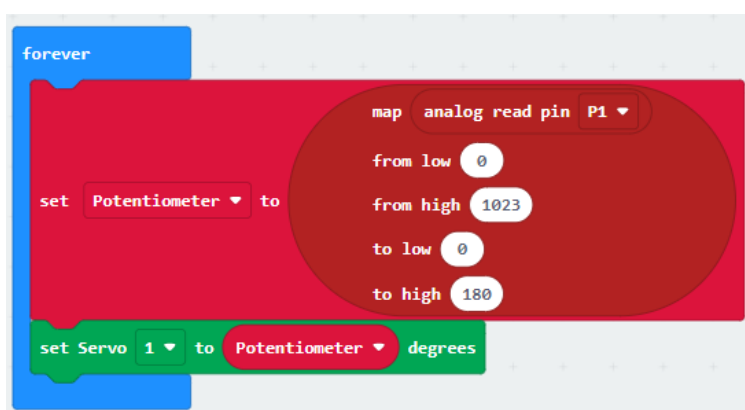 forever
map analog read pin P1
from low 0
set Potentiometer to from high 1023
to low 0
to high 180
set Servo 1 to Potentiometer degrees